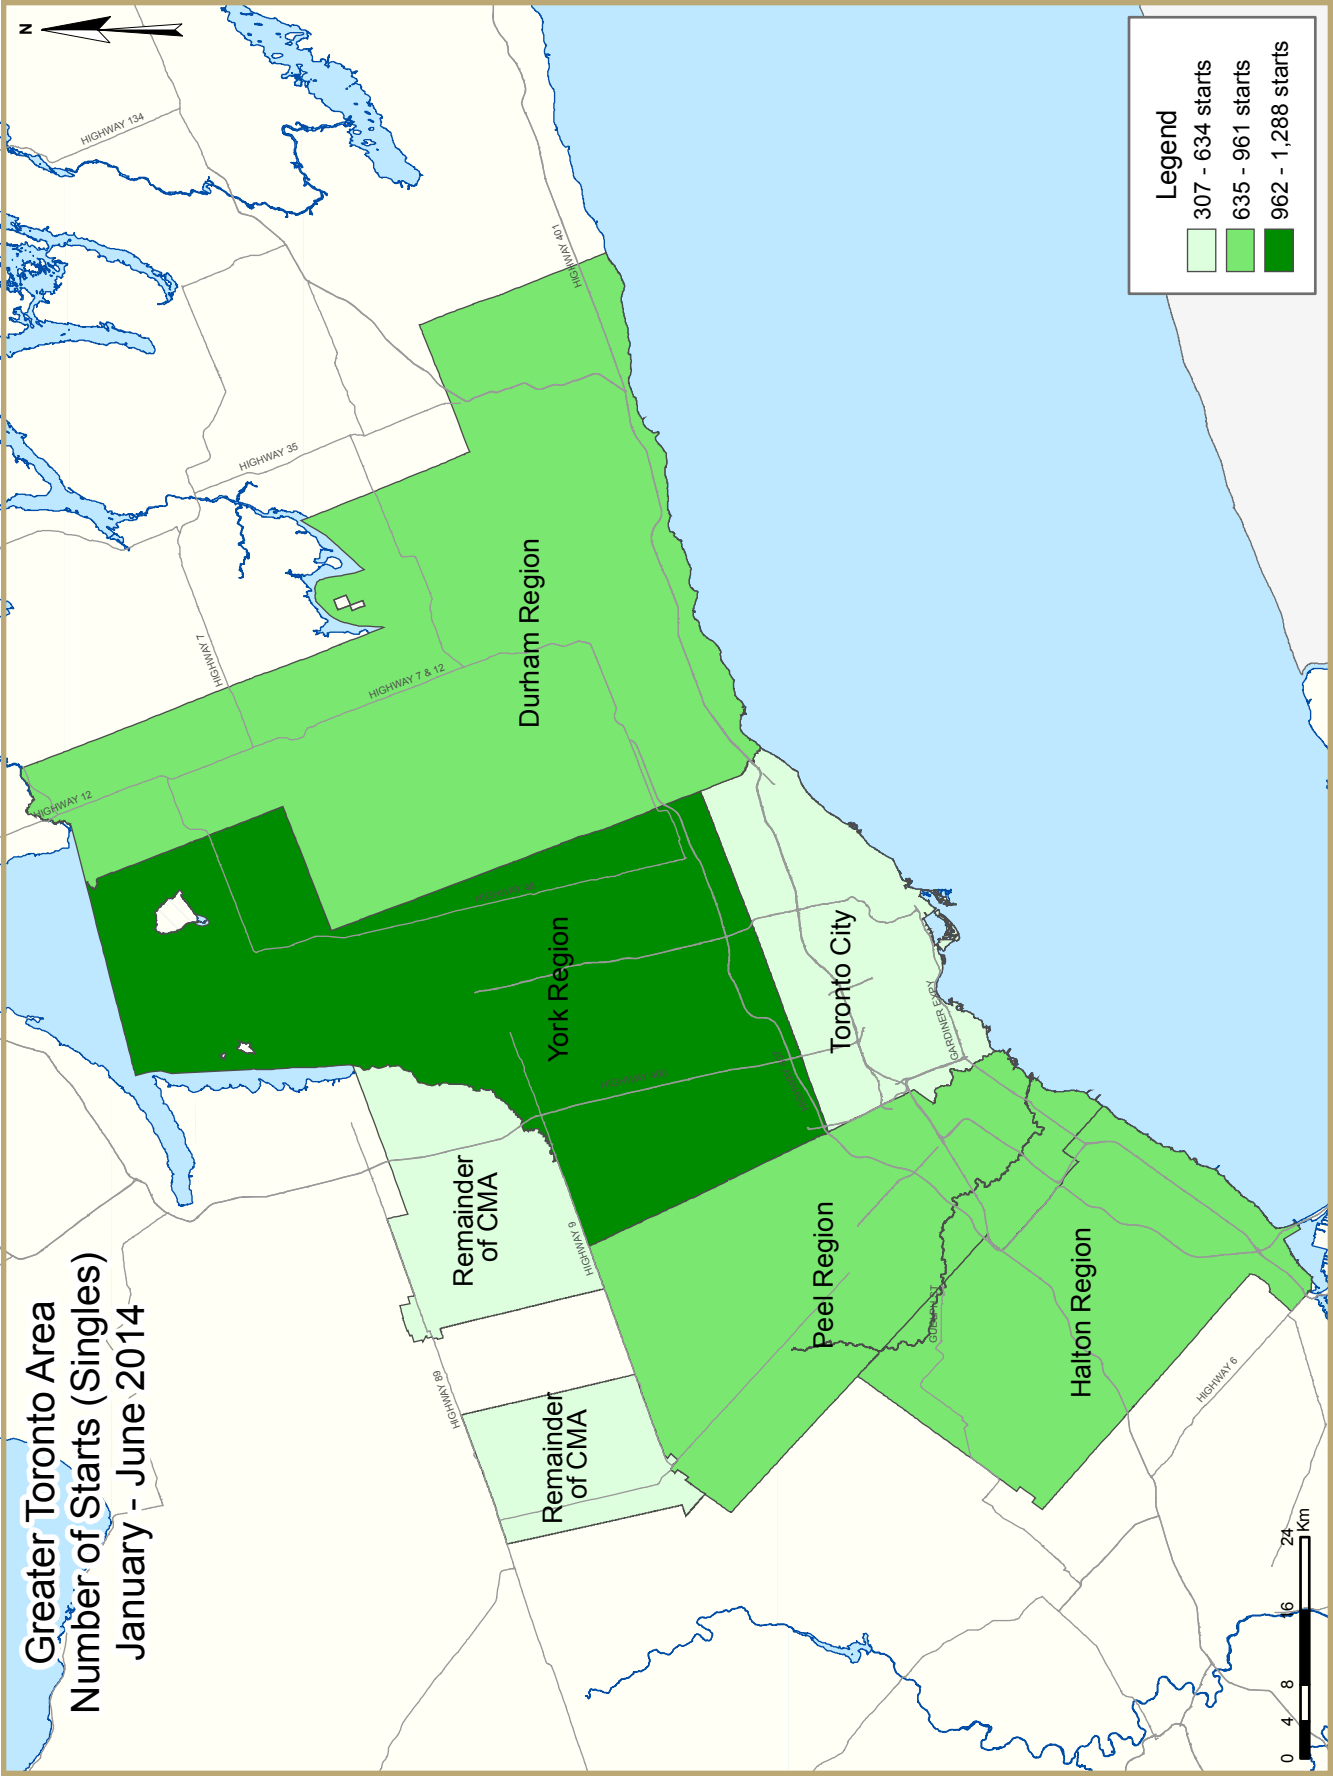 Greater Toronto Area
Number of Starts (Singles)
January - June 2014
N
HIGHWAY 134
HIGHWAY 401
HIGHWAY 35
HIGHWAY 7
HIGHWAY 7 & 12
HIGHWAY 12
Durham Region
York Region
Toronto City
GARDINER EXPY
Remainder
of CMA
HIGHWAY 9
HIGHWAY 89
Remainder
of CMA
Peel Region
Halton Region
HIGHWAY 6
Legend
307 - 634 starts
635 - 961 starts
962 - 1,288 starts
0 4 8 16 24
Km